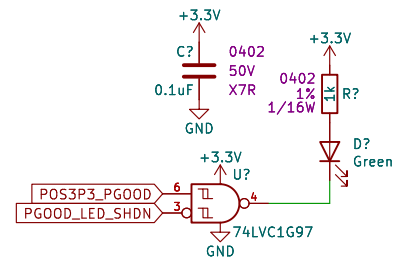 +3.3V
C?
0402
50V
X7R
0.1uF
GND
+3.3V
0402
1%
1/16W
1k
R?
D?
Green
+3.3V
U?
POS3P3_PGOOD
6
PGOOD_LED_SHDN
3
4
74LVC1G97
GND